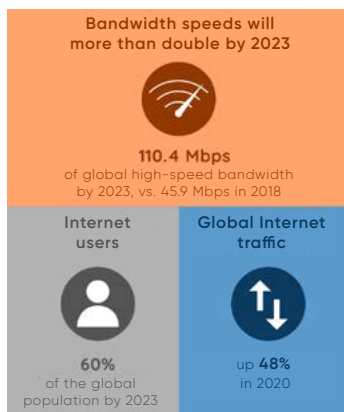 Bandwidth speeds will
more than double by 2023
110.4 Mbps
of global high-speed bandwidth
by 2023, vs. 45.9 Mbps in 2018
Internet
users
60%
of the global
population by 2023
Global Internet
traffic
up 48%
in 2020